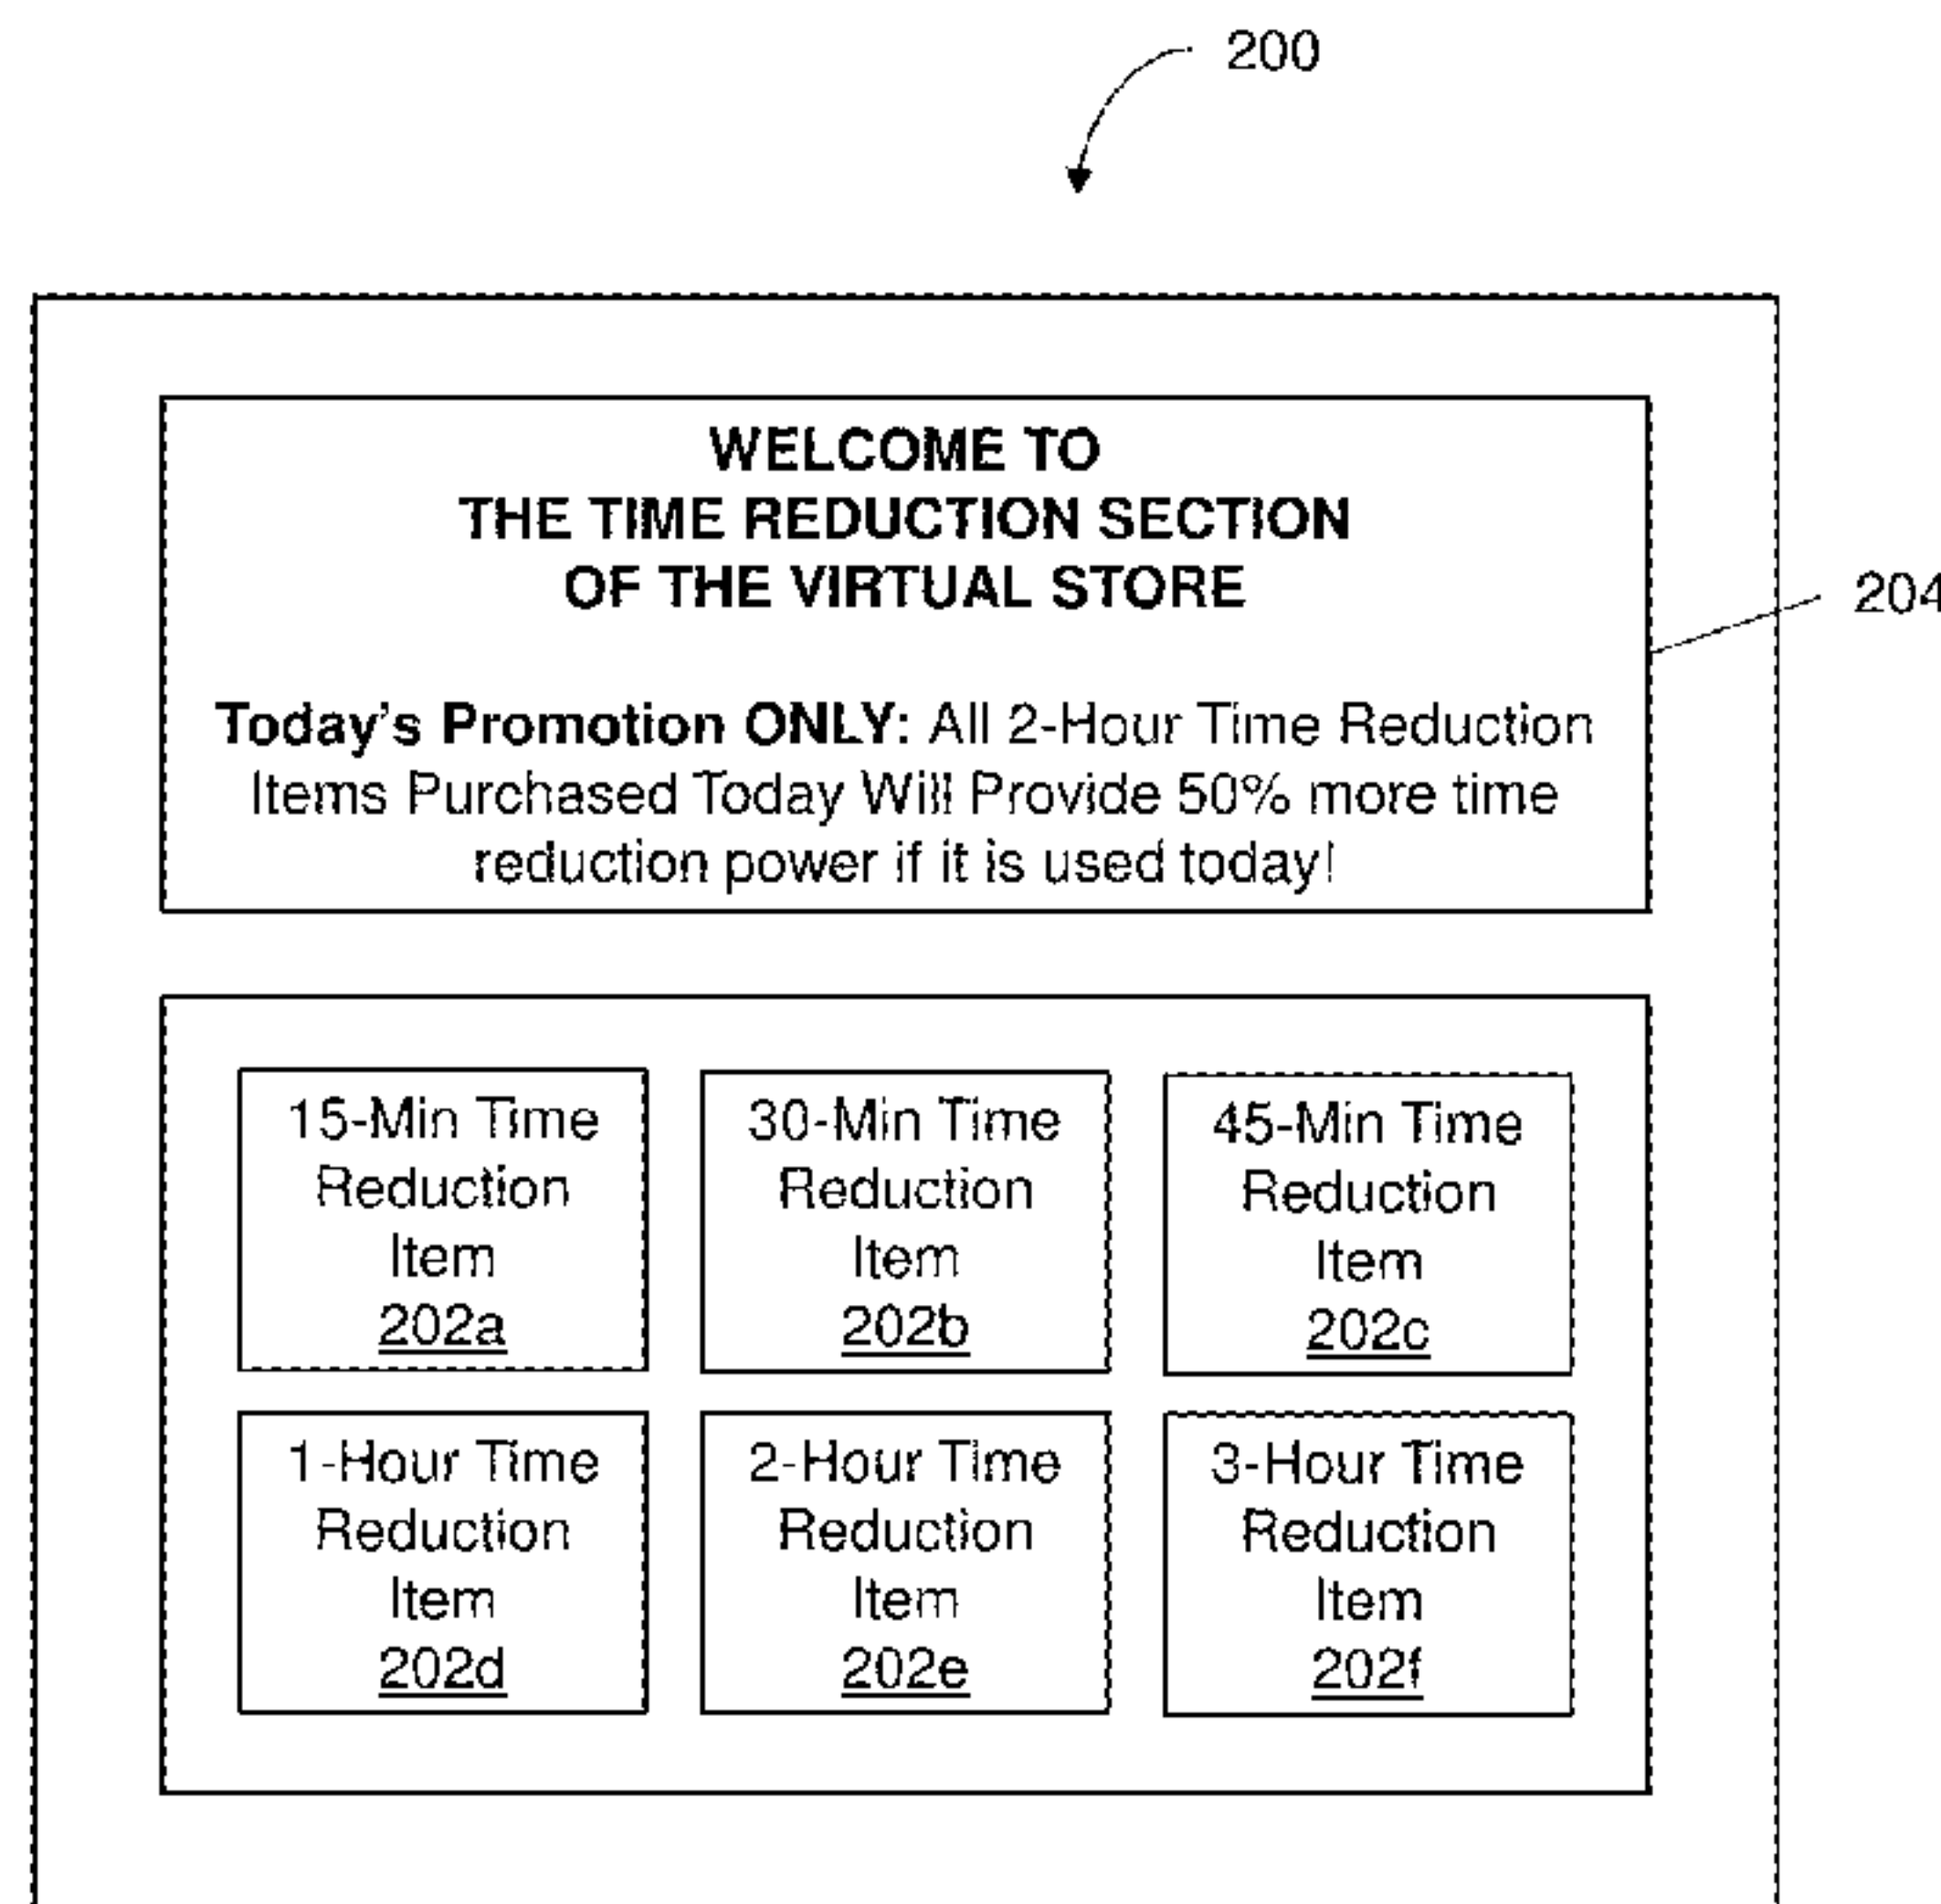 200
WELCOME TO
THE TIME REDUCTION SECTION
OF THE VIRTUAL STORE
204
Today's Promotion ONLY: All 2-Hour Time Reduction
Items Purchased Today Will Provide 50% more time
reduction power if it is used today!
15-Min Time
Reduction
Item
202a
30-Min Time
Reduction
Item
202b
45-Min Time
Reduction
Item
202c
1-Hour Time
Reduction
Item
202d
2-Hour Time
Reduction
Item
202e
3-Hour Time
Reduction
Item
202f